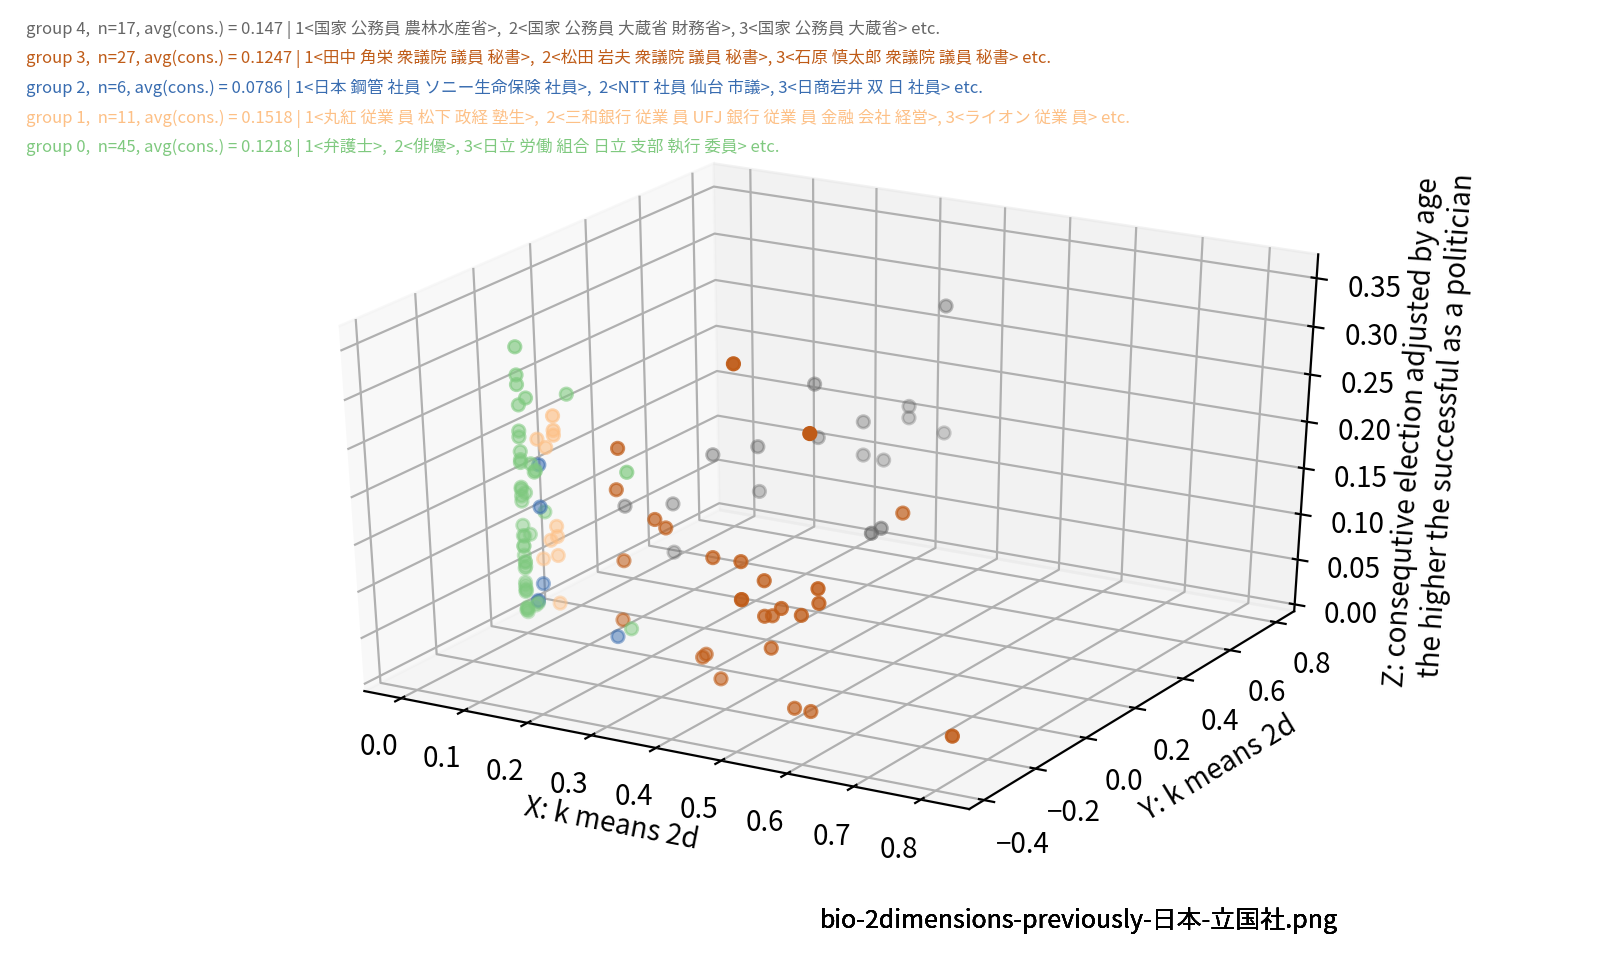 group 4,  n=17, avg(cons.) = 0.147 | 1<国家 公務員 農林水産省>,  2<国家 公務員 大蔵省 財務省>, 3<国家 公務員 大蔵省> etc.
group 3,  n=27, avg(cons.) = 0.1247 | 1<田中 角栄 衆議院 議員 秘書>,  2<松田 岩夫 衆議院 議員 秘書>, 3<石原 慎太郎 衆議院 議員 秘書> etc.
group 2,  n=6, avg(cons.) = 0.0786 | 1<日本 鋼管 社員 ソニー生命保険 社員>,  2<NTT 社員 仙台 市議>, 3<日商岩井 双 日 社員> etc.
group 1,  n=11, avg(cons.) = 0.1518 | 1<丸紅 従業 員 松下 政経 塾生>,  2<三和銀行 従業 員 UFJ 銀行 従業 員 金融 会社 経営>, 3<ライオン 従業 員> etc.
group 0,  n=45, avg(cons.) = 0.1218 | 1<弁護士>,  2<俳優>, 3<日立 労働 組合 日立 支部 執行 委員> etc.
Z: consequtive election adjusted by age
the higher the successful as a politician
0.35
0.30
0.25
0.20
0.15
0.10
0.05
0.00
0.8
0.6
0.4
0.2
0.0
−0.2
−0.4
Y: k means 2d
0.0
0.1
0.2
0.3
0.4
0.5
0.6
0.7
0.8
X: k means 2d
bio-2dimensions-previously-日本-立国社.png